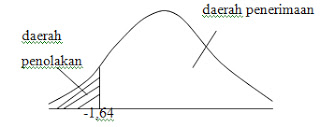 daerah penerimaan
daerah
penolakan
-1,64